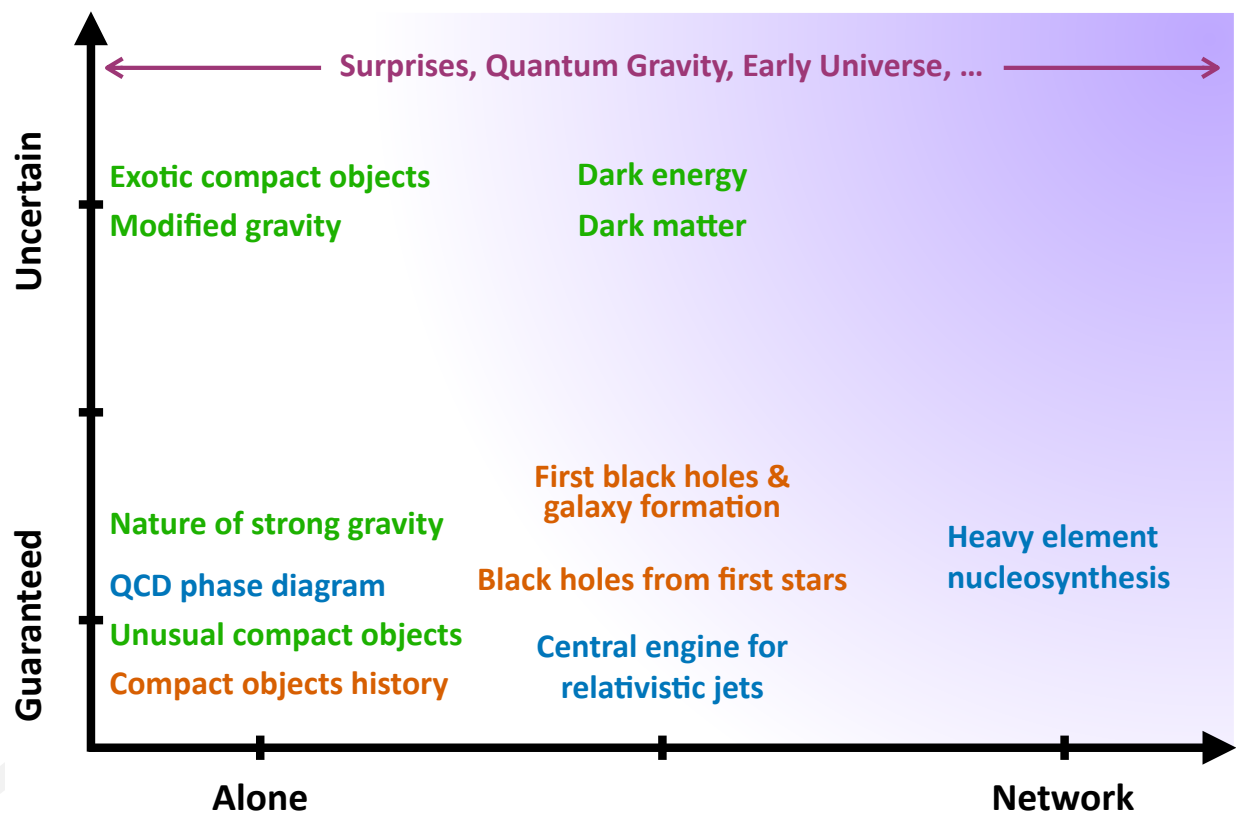 Surprises, Quantum Gravity, Early Universe, ...
Uncertain
Exotic compact objects
Modified gravity
Dark energy
Dark matter
Guaranteed
Nature of strong gravity
QCD phase diagram
Unusual compact objects
Compact objects history
First black holes &
galaxy formation
Black holes from first stars
Central engine for
relativistic jets
Heavy element
nucleosynthesis
Alone
Network